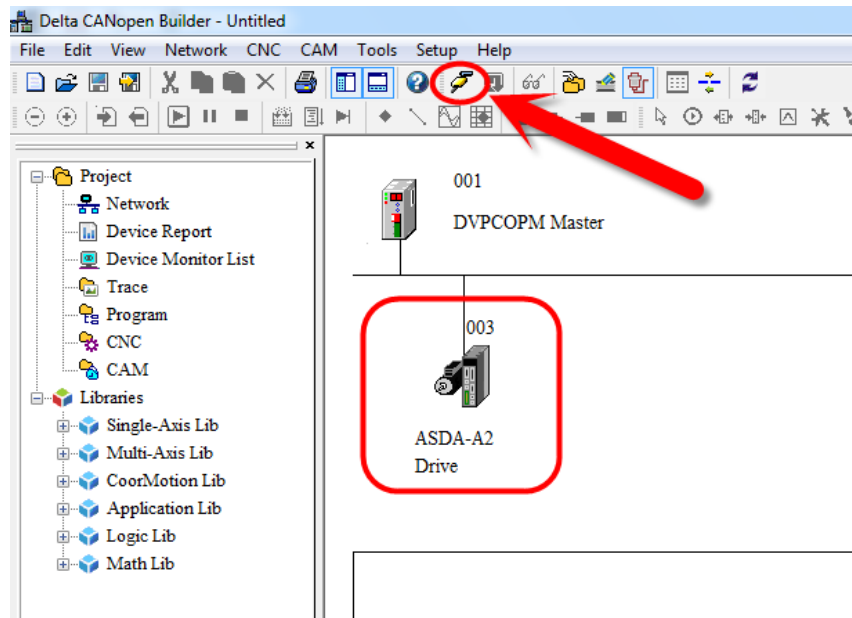 Delta CANopen Builder - Untitled
File Edit View Network CNC CAM Tools Setup Help
Project
Network
Device Report
Device Monitor List
Trace
Program
CNC
CAM
Libraries
Single-Axis Lib
Multi-Axis Lib
CoorMotion Lib
Application Lib
Logic Lib
Math Lib
001
DVPCOPM Master
003
ASDA-A2
Drive